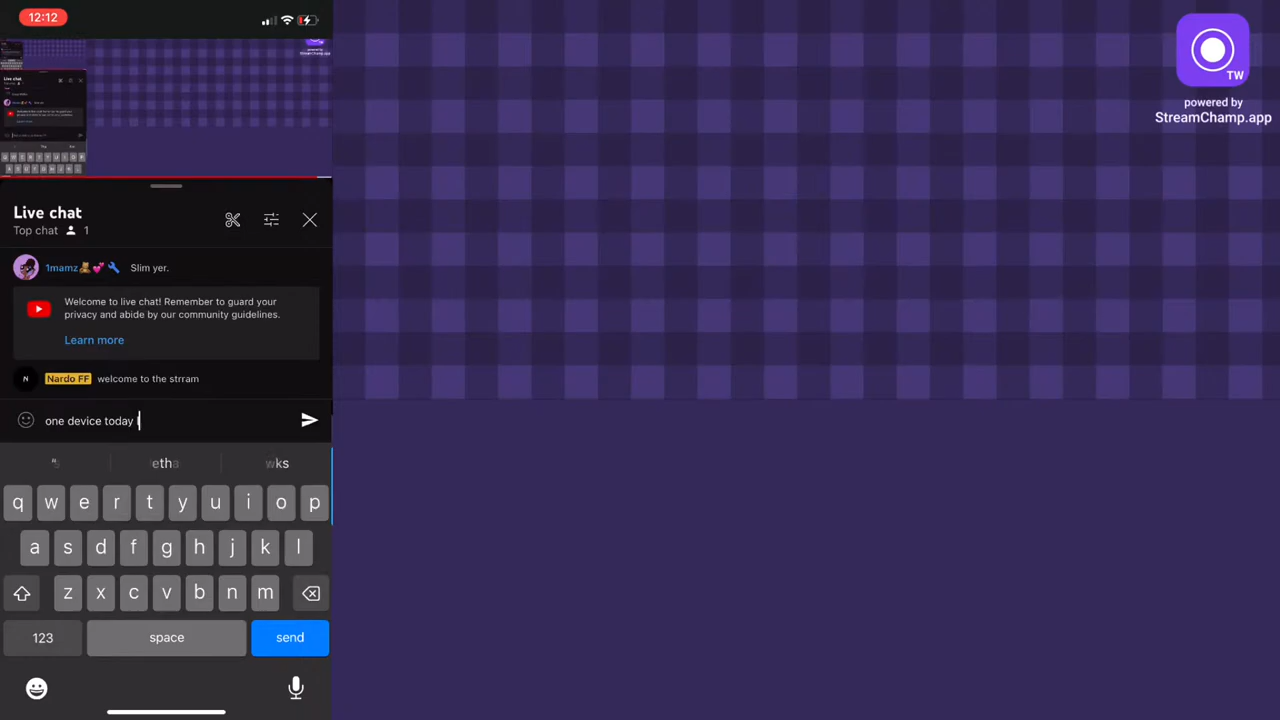 12:12
TW
powered by
StreamChamp.app
Live chat
Top chat 1
1mamz🧸💕 Slim yer.
Welcome to live chat! Remember to guard your
privacy and abide by our community guidelines.
Learn more
N Nardo FF welcome to the strram
one device today
q w e r t y u i o p
a s d f g h j k l
z x c v b n m
123 space send